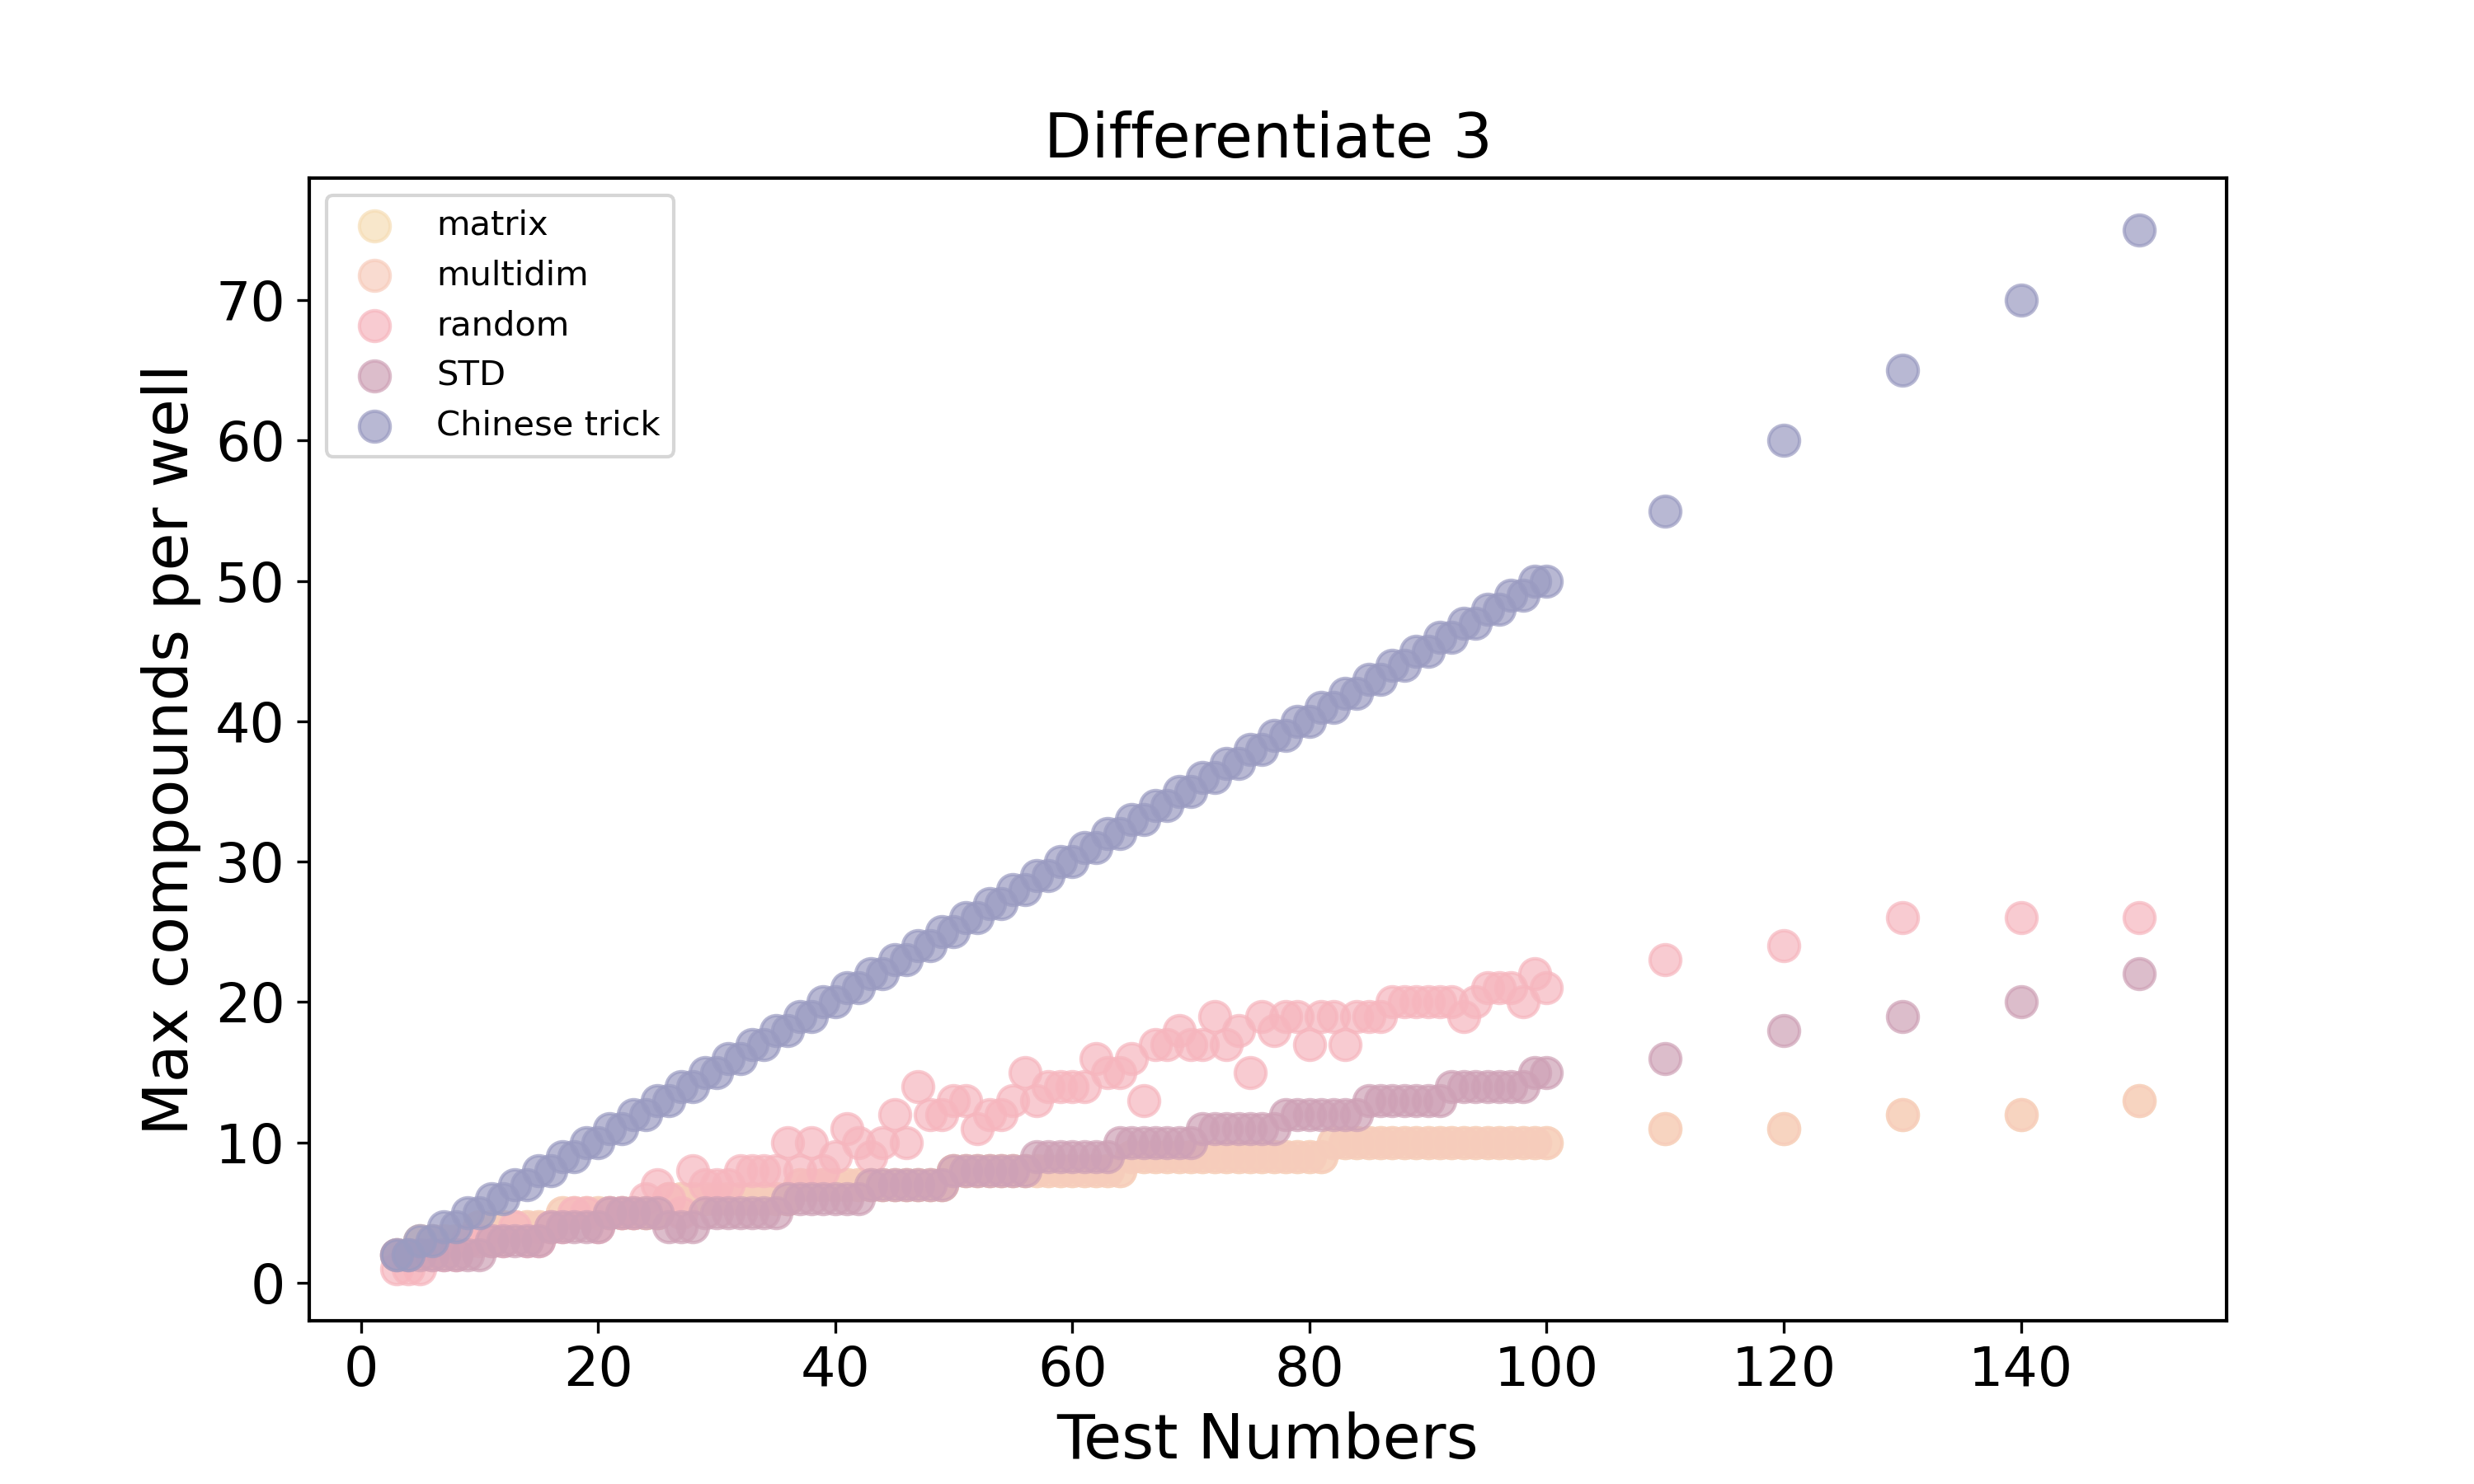 Differentiate 3
matrix
multidim
random
STD
Chinese trick
Max compounds per well
70
60
50
40
30
20
10
0
0 20 40 60 80 100 120 140
Test Numbers